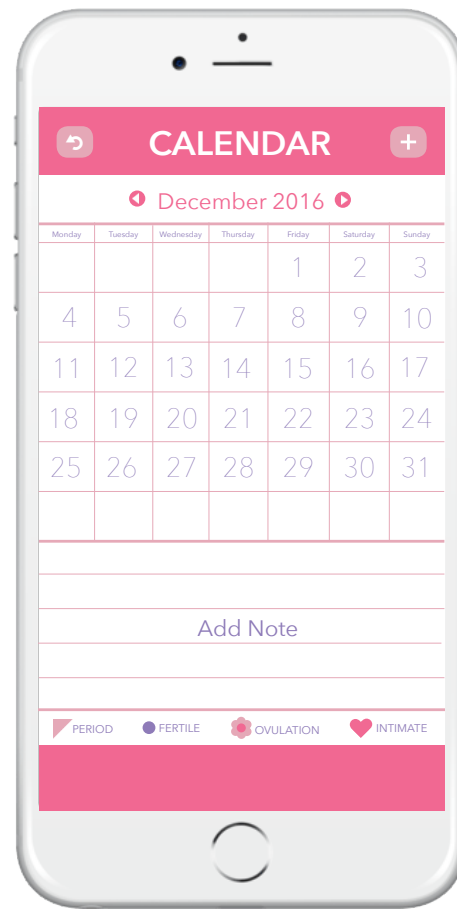 CALENDAR
December 2016
Monday Tuesday Wednesday Thursday Friday Saturday Sunday
1 2 3
4 5 6 7 8 9 10
11 12 13 14 15 16 17
18 19 20 21 22 23 24
25 26 27 28 29 30 31
Add Note
PERIOD FERTILE OVULATION INTIMATE